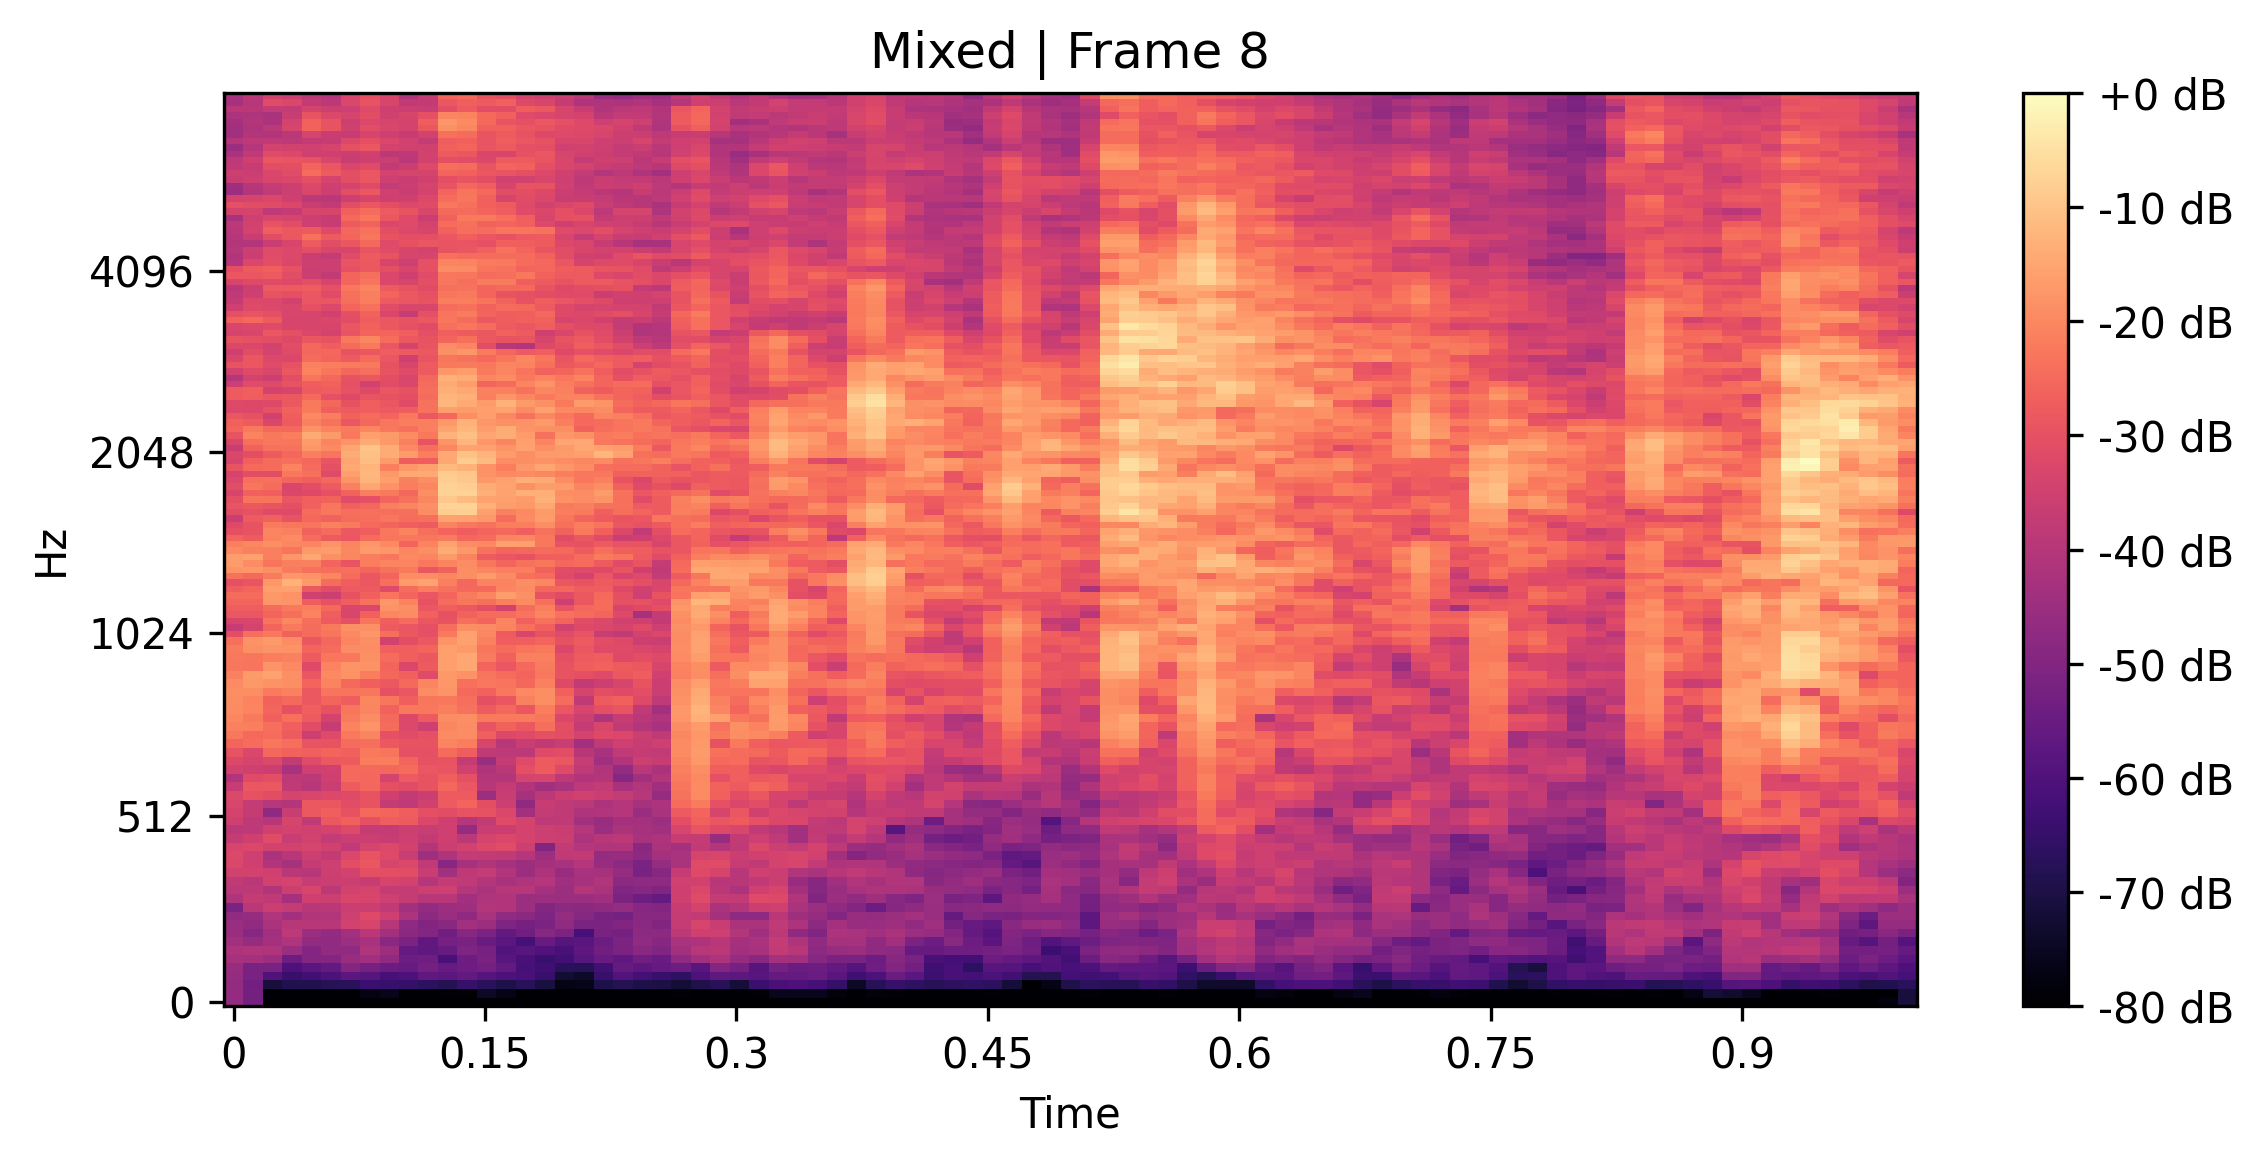 Mixed | Frame 8
Hz
4096
2048
1024
512
0
0 0.15 0.3 0.45 0.6 0.75 0.9
Time
+0 dB
-10 dB
-20 dB
-30 dB
-40 dB
-50 dB
-60 dB
-70 dB
-80 dB